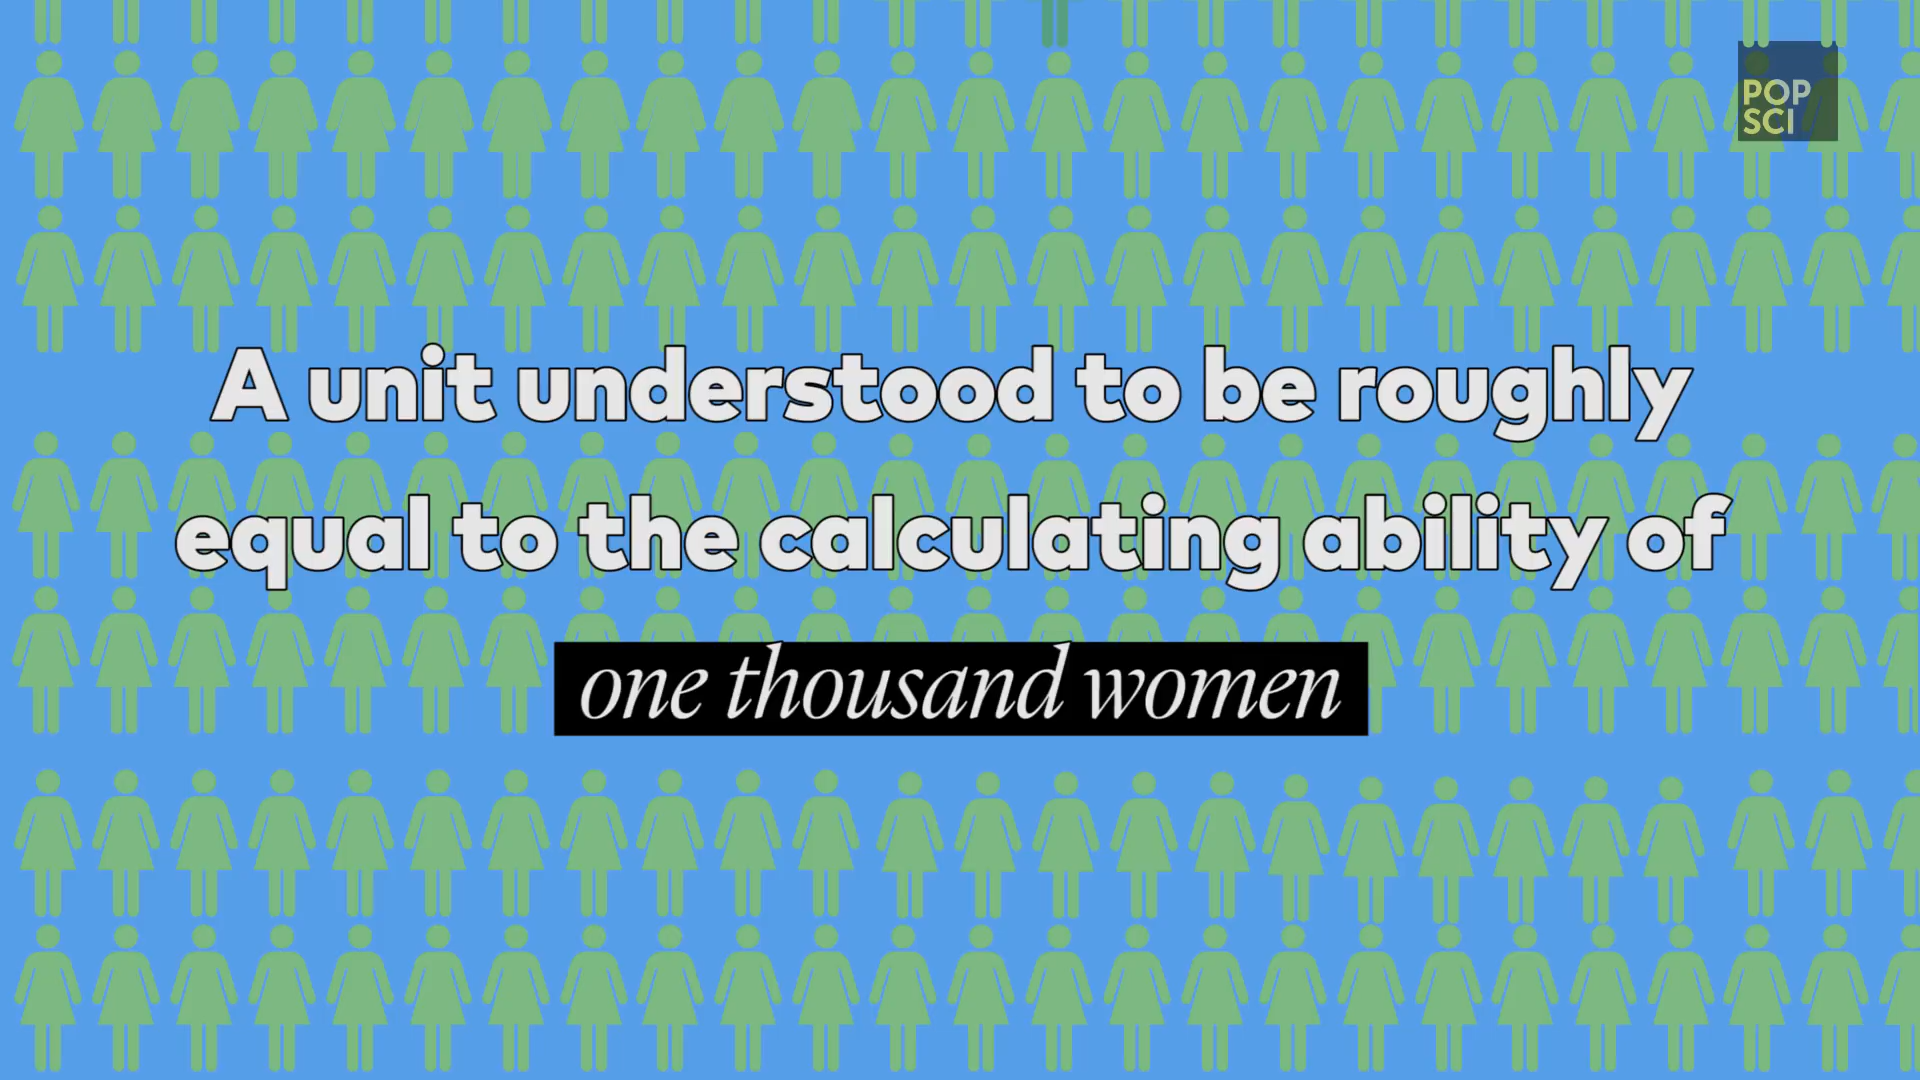 POP
SCI
A unit understood to be roughly
equal to the calculating ability of
one thousand women